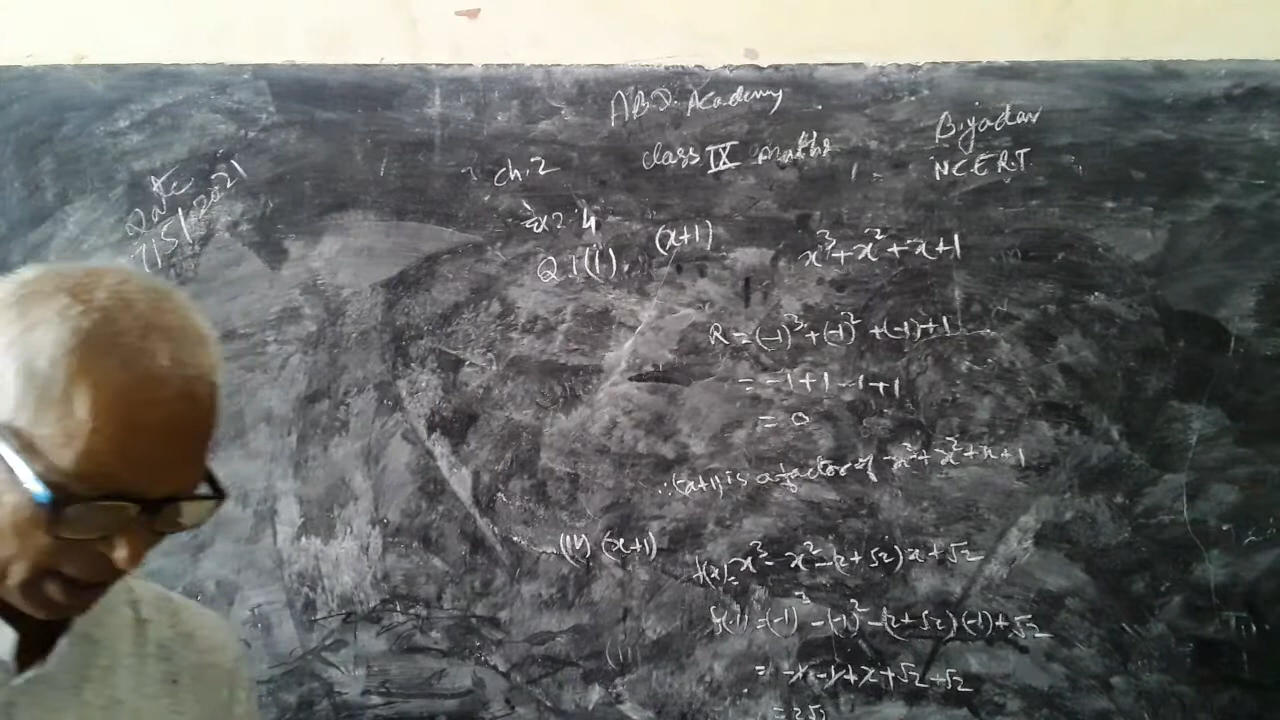 A.B.D. Academy
B. yadav
class IX Maths
NCERT
ch. 2
Date
7/5/2021
Ex 2.4
Q 1 (i). (x+1) x³+x²+x+1
R = (-1)³+(-1)²+(-1)+1
= -1+1-1+1
= 0
∴ (x+1) is a factor of x³+x²+x+1
(iv) (x+1) f(x) = x³-x²-(2+√2)x+√2
f(-1) = (-1)³-(-1)²-(2+√2)(-1)+√2
= -1-1+2+√2+√2
= 2√2